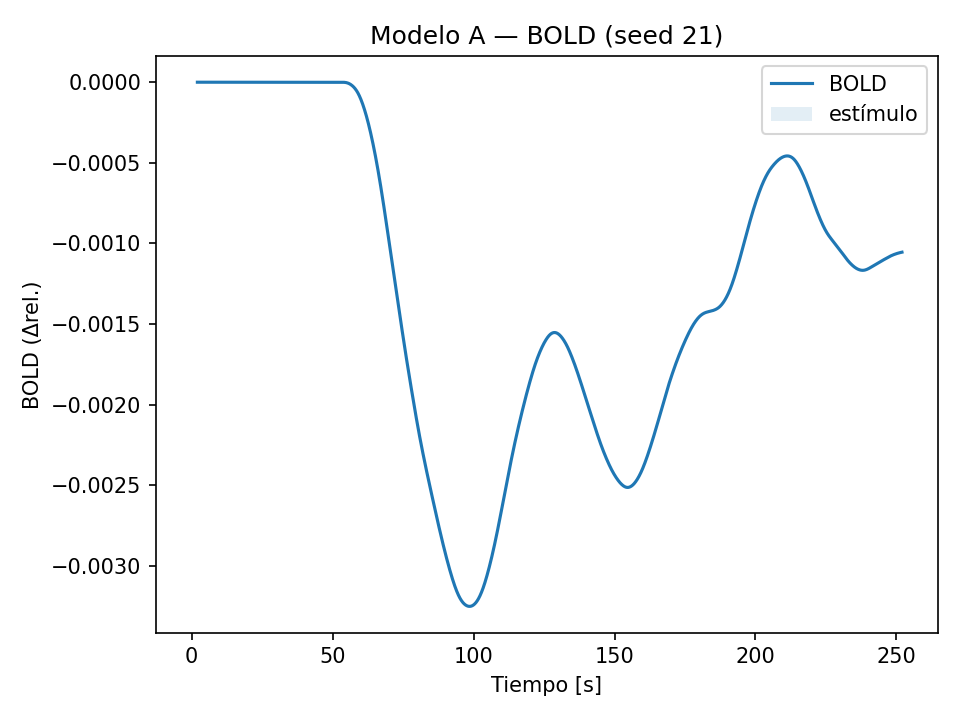 Modelo A — BOLD (seed 21)
BOLD
estímulo
0.0000
−0.0005
−0.0010
−0.0015
−0.0020
−0.0025
−0.0030
BOLD (Δrel.)
0 50 100 150 200 250
Tiempo [s]